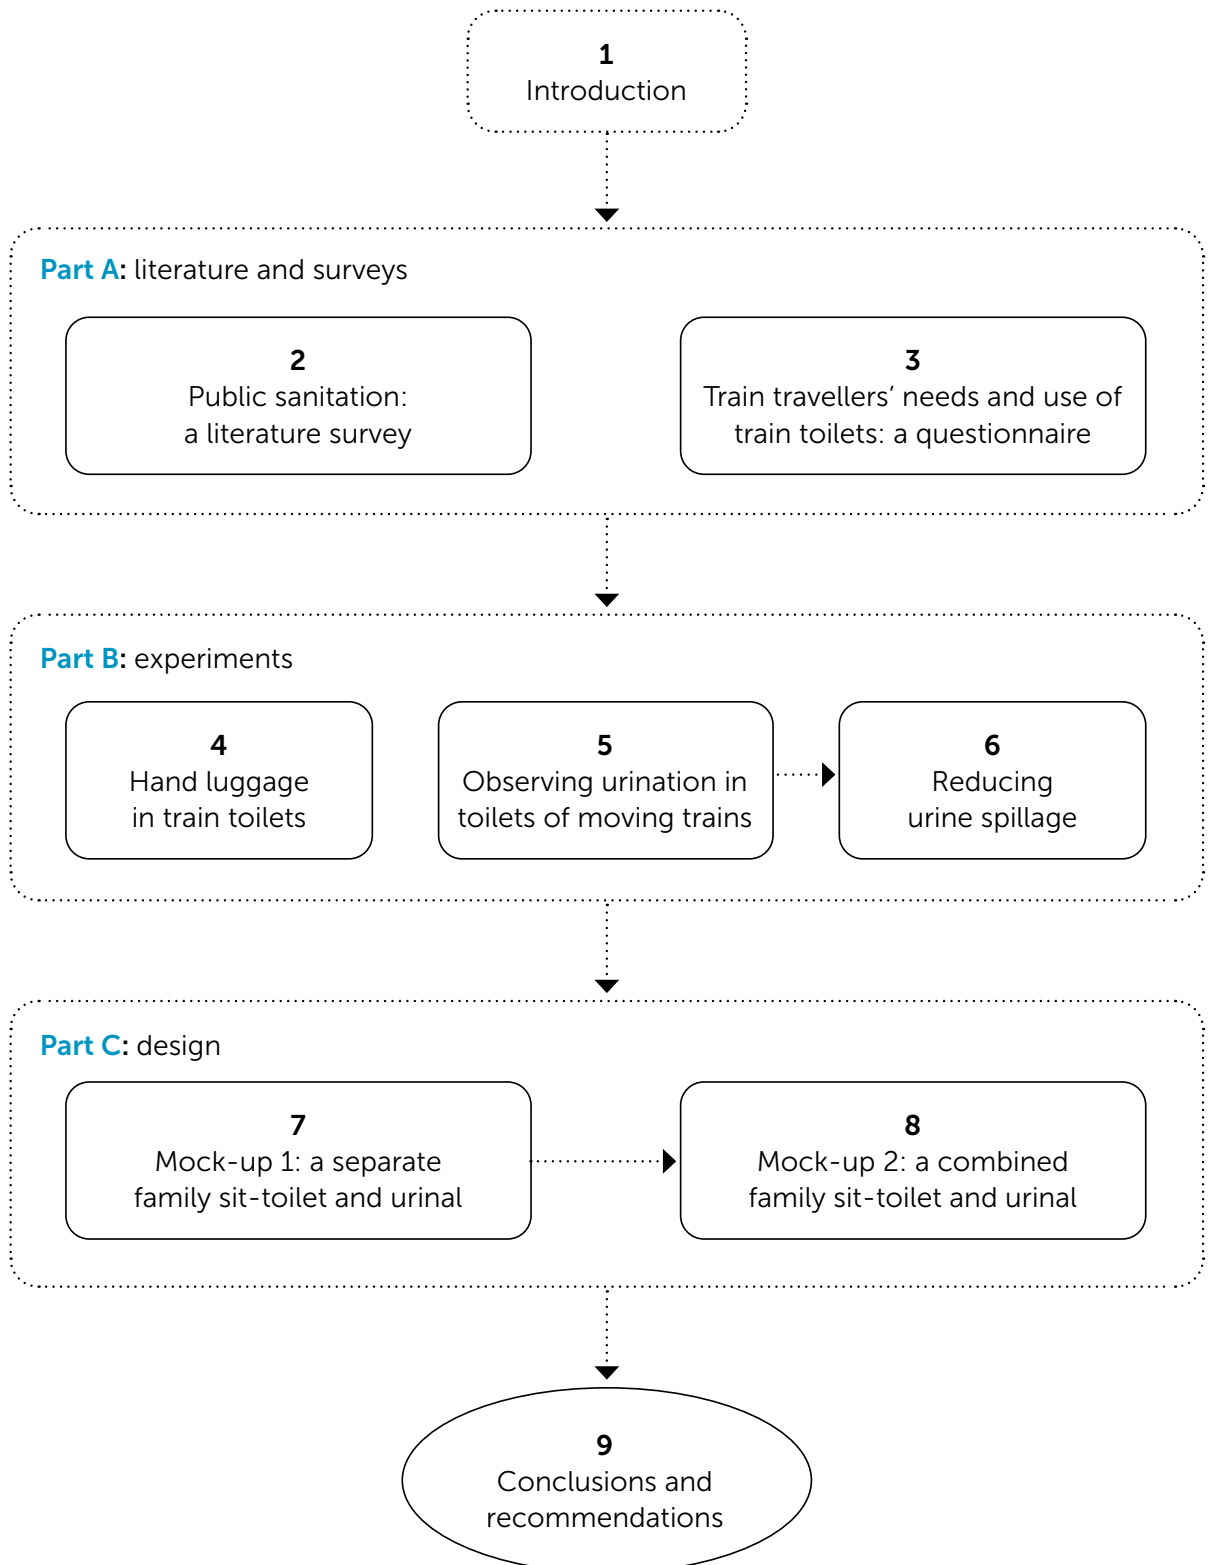 1
Introduction
Part A: literature and surveys
2
Public sanitation:
a literature survey
3
Train travellers’ needs and use of
train toilets: a questionnaire
Part B: experiments
4
Hand luggage
in train toilets
5
Observing urination in
toilets of moving trains
6
Reducing
urine spillage
Part C: design
7
Mock-up 1: a separate
family sit-toilet and urinal
8
Mock-up 2: a combined
family sit-toilet and urinal
9
Conclusions and
recommendations